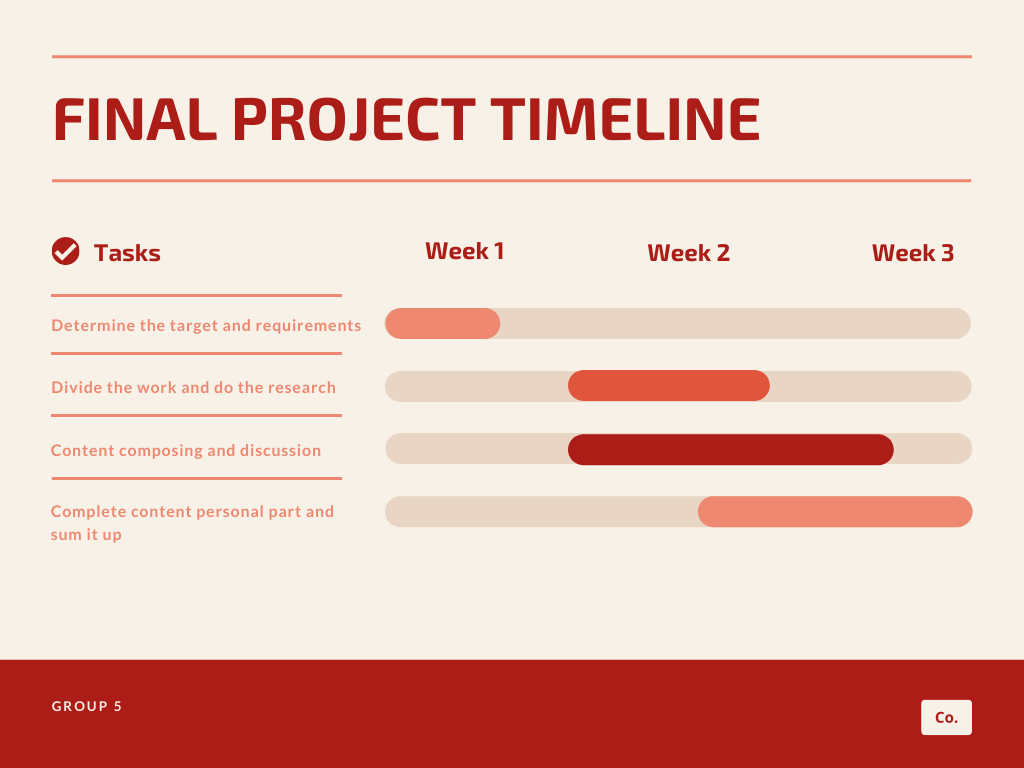 FINAL PROJECT TIMELINE
Tasks
Week 1
Week 2
Week 3
Determine the target and requirements
Divide the work and do the research
Content composing and discussion
Complete content personal part and
sum it up
GROUP 5
Co.